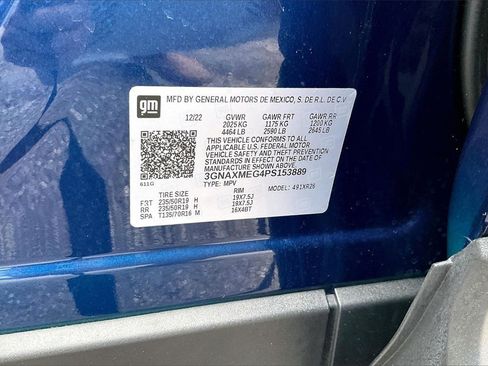 gm
MFD BY GENERAL MOTORS DE MEXICO, S. DE R.L. DE C.V
12/22 GVWR GAWR FRT GAWR RR
2025 KG 1175 KG 1200 KG
4464 LB 2590 LB 2645 LB
THIS VEHICLE CONFORMS TO ALL
APPLICABLE U.S. FEDERAL MOTOR
VEHICLE SAFETY AND THEFT
PREVENTION STANDARDS IN EFFECT ON
THE DATE OF MANUFACTURE SHOWN ABOVE.
3GNAXMEG4PS153889
611G TYPE: MPV MODEL: 491XR26
TIRE SIZE RIM
FRT 235/50R19 H 19X7.5J
RR 235/50R19 H 19X7.5J
SPA T135/70R16 M 16X4BT